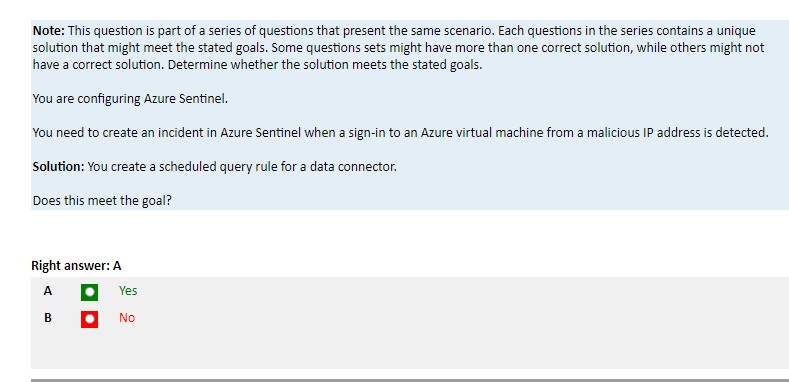 Note: This question is part of a series of questions that present the same scenario. Each questions in the series contains a unique
solution that might meet the stated goals. Some questions sets might have more than one correct solution, while others might not
have a correct solution. Determine whether the solution meets the stated goals.
You are configuring Azure Sentinel.
You need to create an incident in Azure Sentinel when a sign-in to an Azure virtual machine from a malicious IP address is detected.
Solution: You create a scheduled query rule for a data connector.
Does this meet the goal?
Right answer: A
A Yes
B No